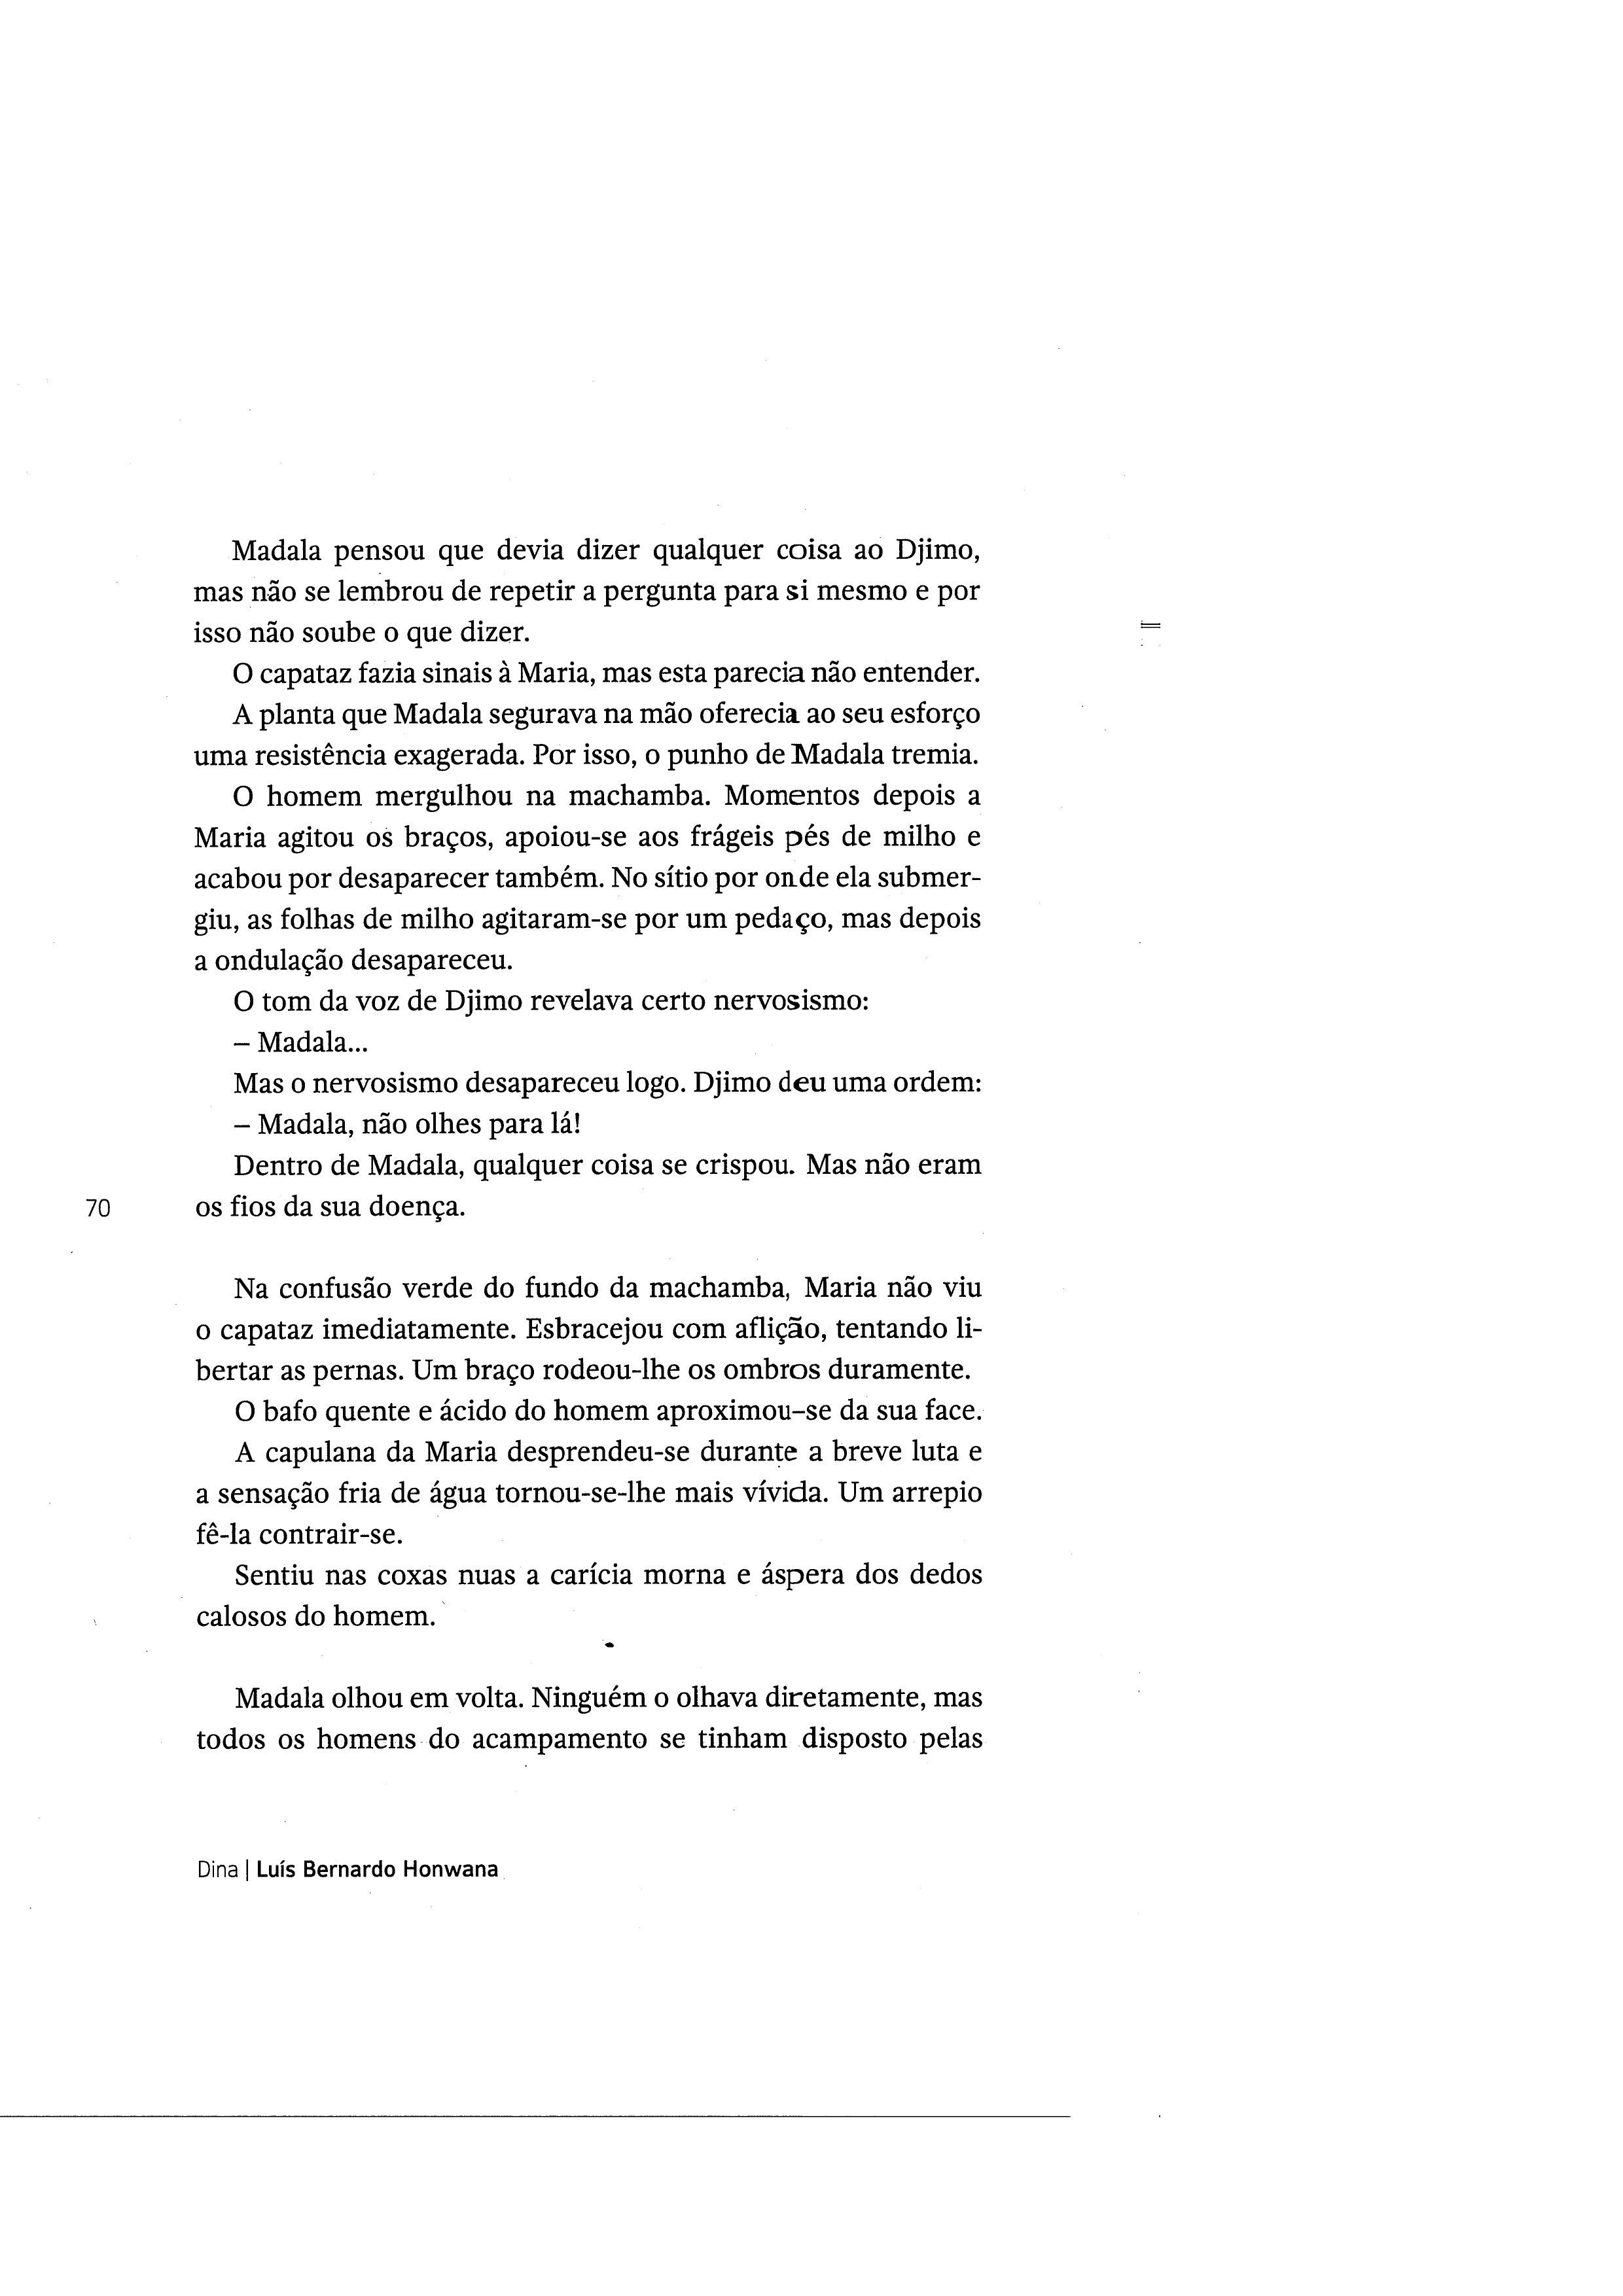 Madala pensou que devia dizer qualquer coisa ao Djimo,
mas não se lembrou de repetir a pergunta para si mesmo e por
isso não soube o que dizer.
O capataz fazia sinais à Maria, mas esta parecia não entender.
A planta que Madala segurava na mão oferecia ao seu esforço
uma resistência exagerada. Por isso, o punho de Madala tremia.
O homem mergulhou na machamba. Momentos depois a
Maria agitou os braços, apoiou-se aos frágeis pés de milho e
acabou por desaparecer também. No sítio por onde ela submer-
giu, as folhas de milho agitaram-se por um pedaço, mas depois
a ondulação desapareceu.
O tom da voz de Djimo revelava certo nervosismo:
– Madala...
Mas o nervosismo desapareceu logo. Djimo deu uma ordem:
– Madala, não olhes para lá!
Dentro de Madala, qualquer coisa se crispou. Mas não eram
os fios da sua doença.
70
Na confusão verde do fundo da machamba, Maria não viu
o capataz imediatamente. Esbracejou com aflição, tentando li-
bertar as pernas. Um braço rodeou-lhe os ombros duramente.
O bafo quente e ácido do homem aproximou-se da sua face.
A capulana da Maria desprendeu-se durante a breve luta e
a sensação fria de água tornou-se-lhe mais vívida. Um arrepio
fê-la contrair-se.
Sentiu nas coxas nuas a carícia morna e áspera dos dedos
calosos do homem.
Madala olhou em volta. Ninguém o olhava diretamente, mas
todos os homens do acampamento se tinham disposto pelas
Dina | Luís Bernardo Honwana